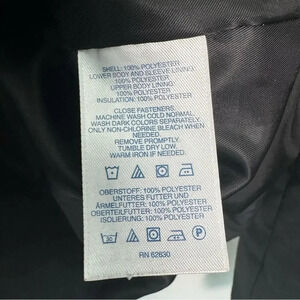 SHELL: 100% POLYESTER
LOWER BODY AND SLEEVE LINING:
100% POLYESTER
UPPER BODY LINING
100% POLYESTER
INSULATION: 100% POLYESTER
CLOSE FASTENERS.
MACHINE WASH COLD NORMAL.
WASH DARK COLORS SEPARATELY.
ONLY NON-CHLORINE BLEACH WHEN
NEEDED.
REMOVE PROMPTLY.
TUMBLE DRY LOW.
WARM IRON IF NEEDED.
OBERSTOFF: 100% POLYESTER
UNTERES FUTTER UND
ÄRMELFUTTER: 100% POLYESTER
OBERTEILFUTTER: 100% POLYESTER
ISOLIERUNG: 100% POLYESTER
30
P
RN 62830